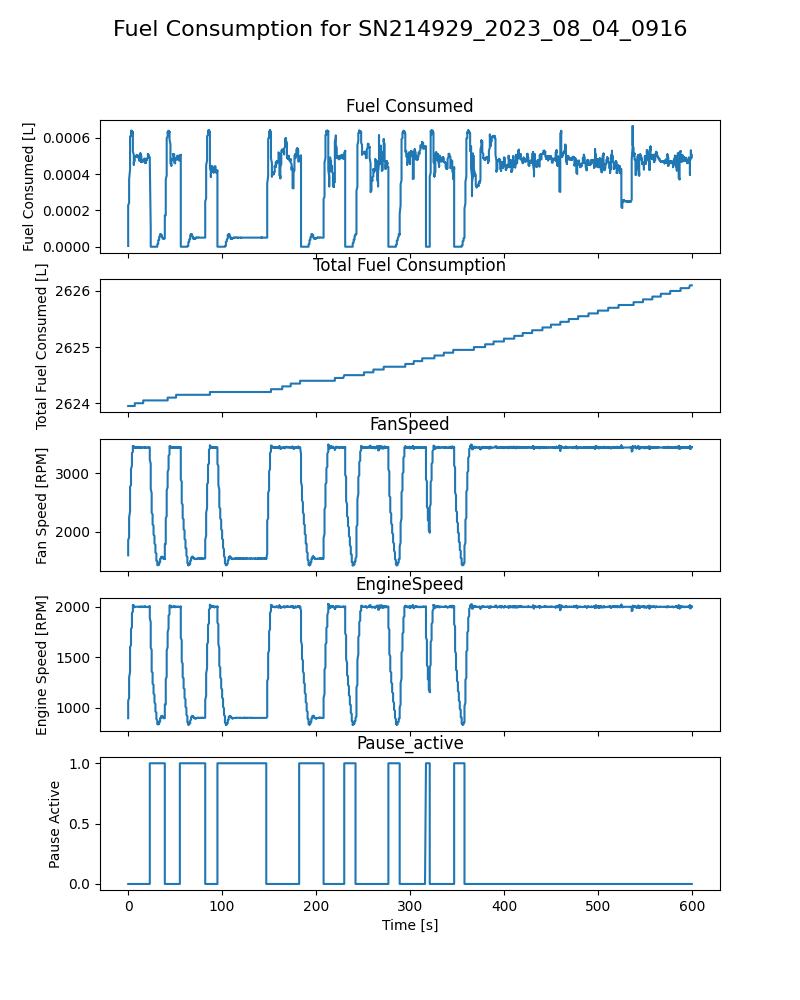 Fuel Consumption for SN214929_2023_08_04_0916
Fuel Consumed
Fuel Consumed [L]
0.0006
0.0004
0.0002
0.0000
Total Fuel Consumption
Total Fuel Consumed [L]
2626
2625
2624
FanSpeed
Fan Speed [RPM]
3000
2000
EngineSpeed
Engine Speed [RPM]
2000
1500
1000
Pause_active
Pause Active
1.0
0.5
0.0
0 100 200 300 400 500 600
Time [s]